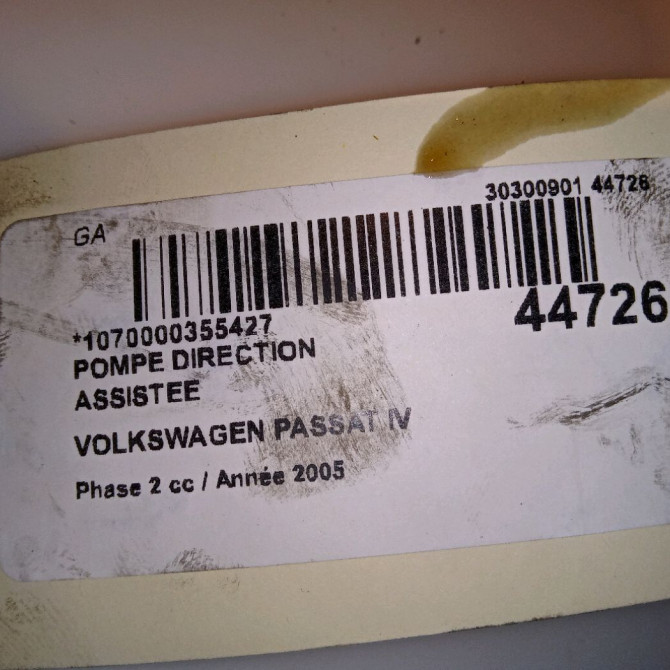 30300901 44726
GA
44726
*1070000355427
POMPE DIRECTION
ASSISTEE
VOLKSWAGEN PASSAT IV
Phase 2 cc / Année 2005